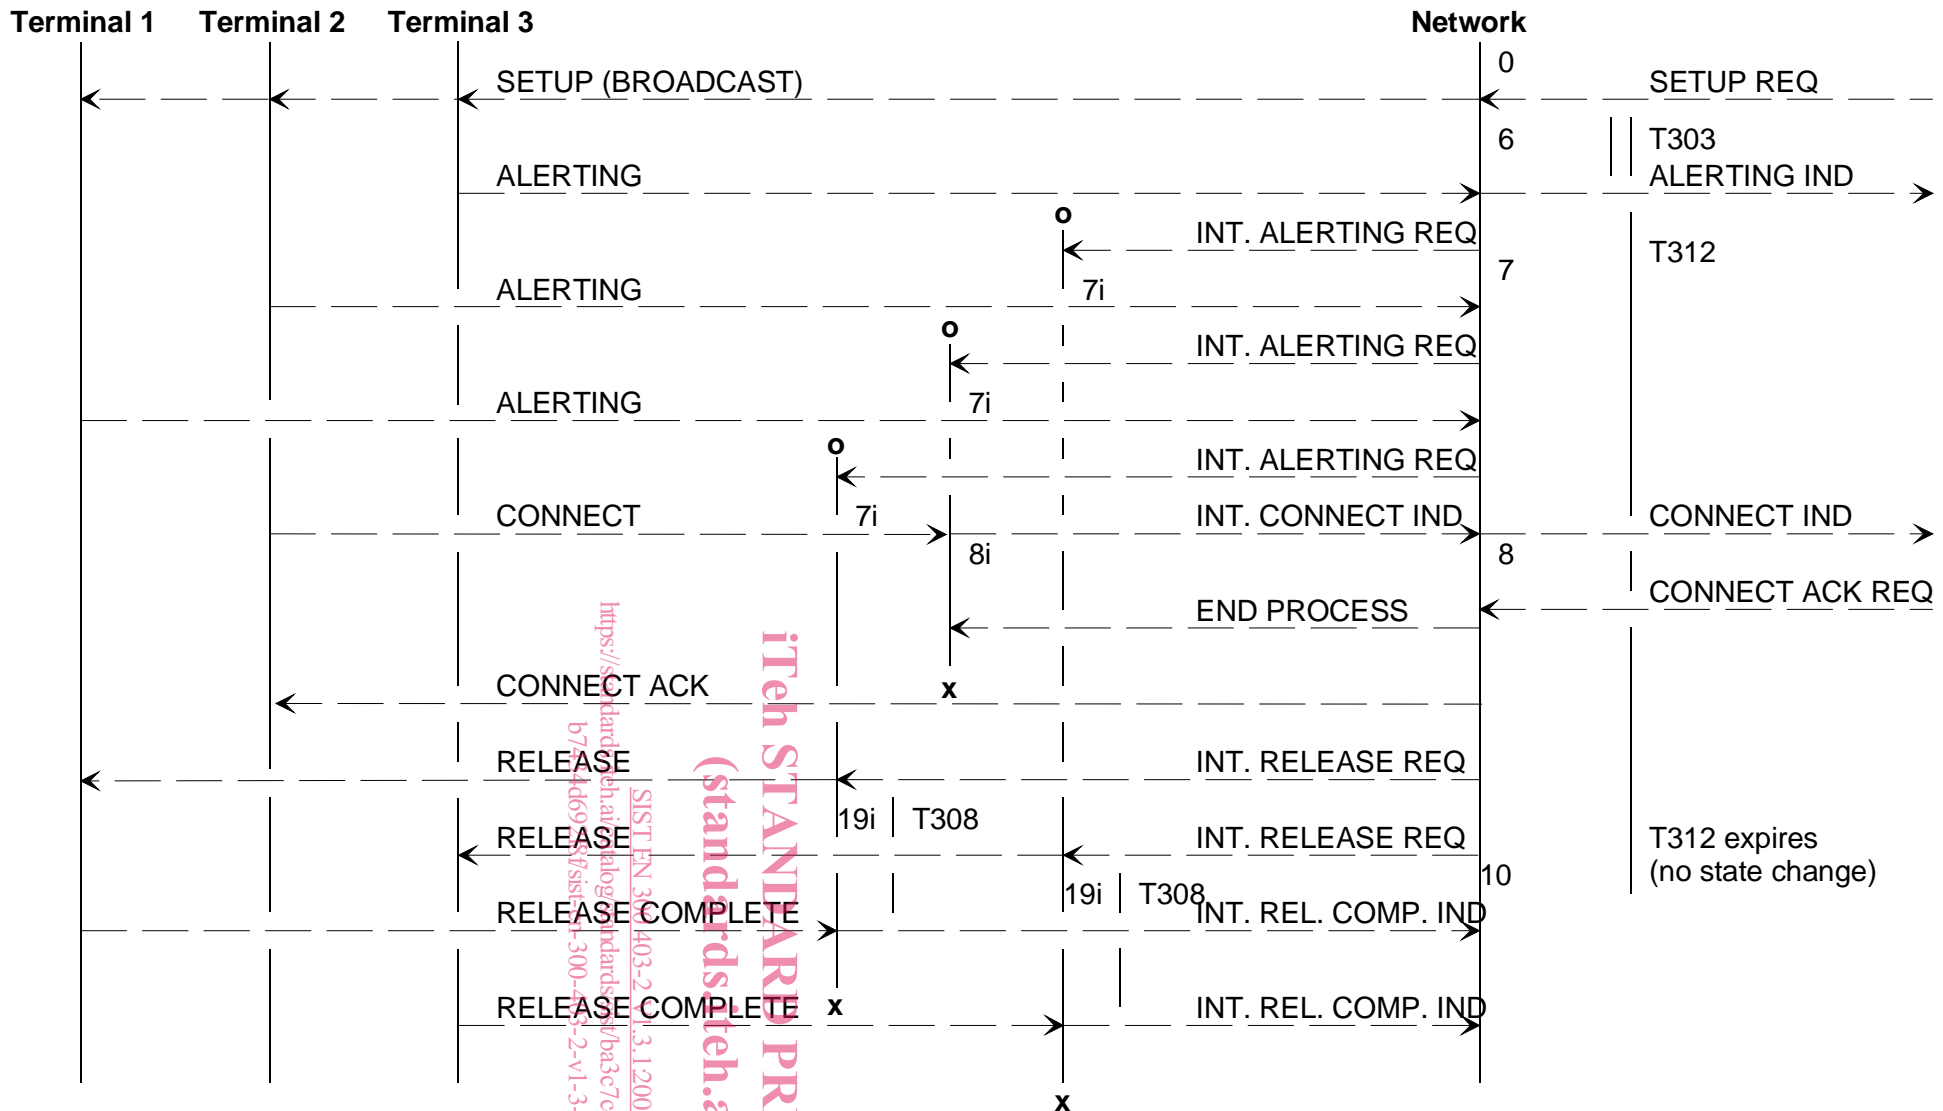 Terminal 1 Terminal 2 Terminal 3 Network
0
SETUP (BROADCAST) SETUP REQ
6 T303
ALERTING ALERTING IND
o
INT. ALERTING REQ T312
7
ALERTING 7i
o
INT. ALERTING REQ
ALERTING 7i
o
INT. ALERTING REQ
CONNECT 7i INT. CONNECT IND CONNECT IND
8i 8
CONNECT ACK REQ
END PROCESS
CONNECT ACK x
RELEASE INT. RELEASE REQ
19i T308
RELEASE INT. RELEASE REQ T312 expires
10 (no state change)
19i T308
RELEASE COMPLETE INT. REL. COMP. IND
RELEASE COMPLETE x INT. REL. COMP. IND
x
iTeh STANDARD PR
(standards.iteh.a
SIST EN 300 403-2 V1.3.1:200